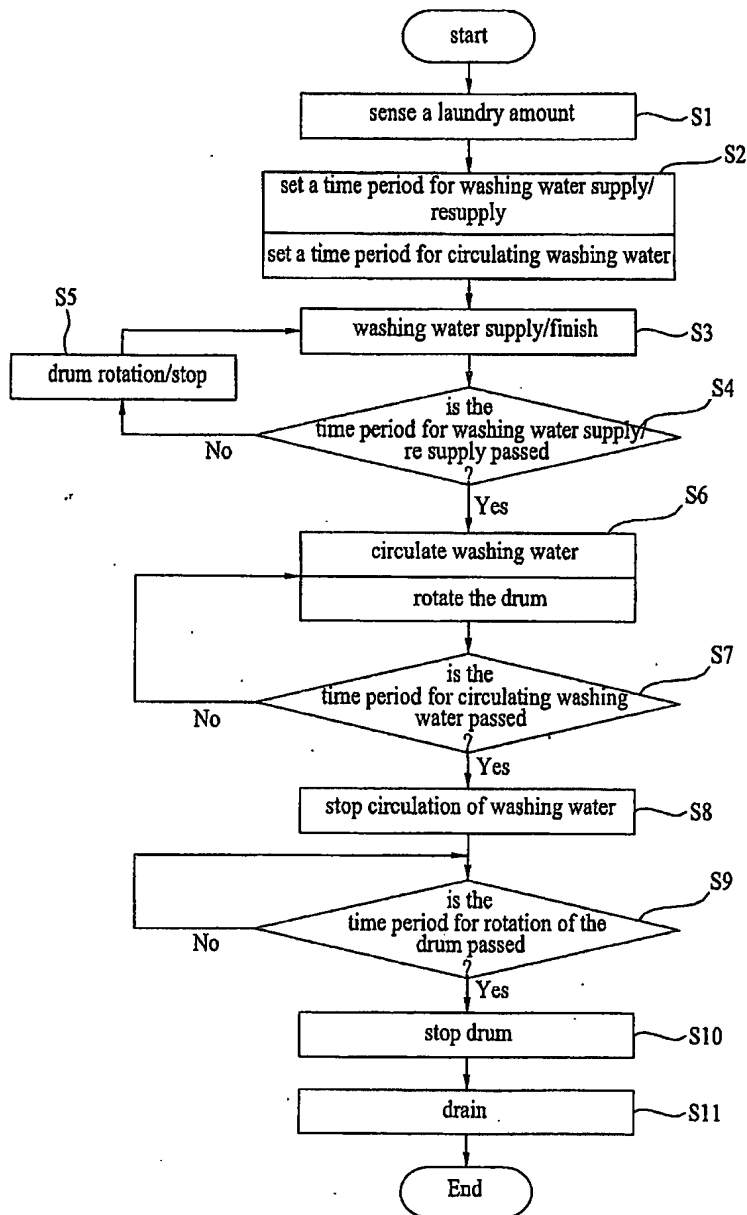 start
sense a laundry amount
S1
S2
set a time period for washing water supply/
resupply
set a time period for circulating washing water
S5
washing water supply/finish
S3
drum rotation/stop
S4
is the
time period for washing water supply/
re supply passed
?
No
Yes
S6
circulate washing water
rotate the drum
S7
is the
time period for circulating washing
water passed
?
No
Yes
stop circulation of washing water
S8
S9
is the
time period for rotation of the
drum passed
?
No
Yes
stop drum
S10
drain
S11
End